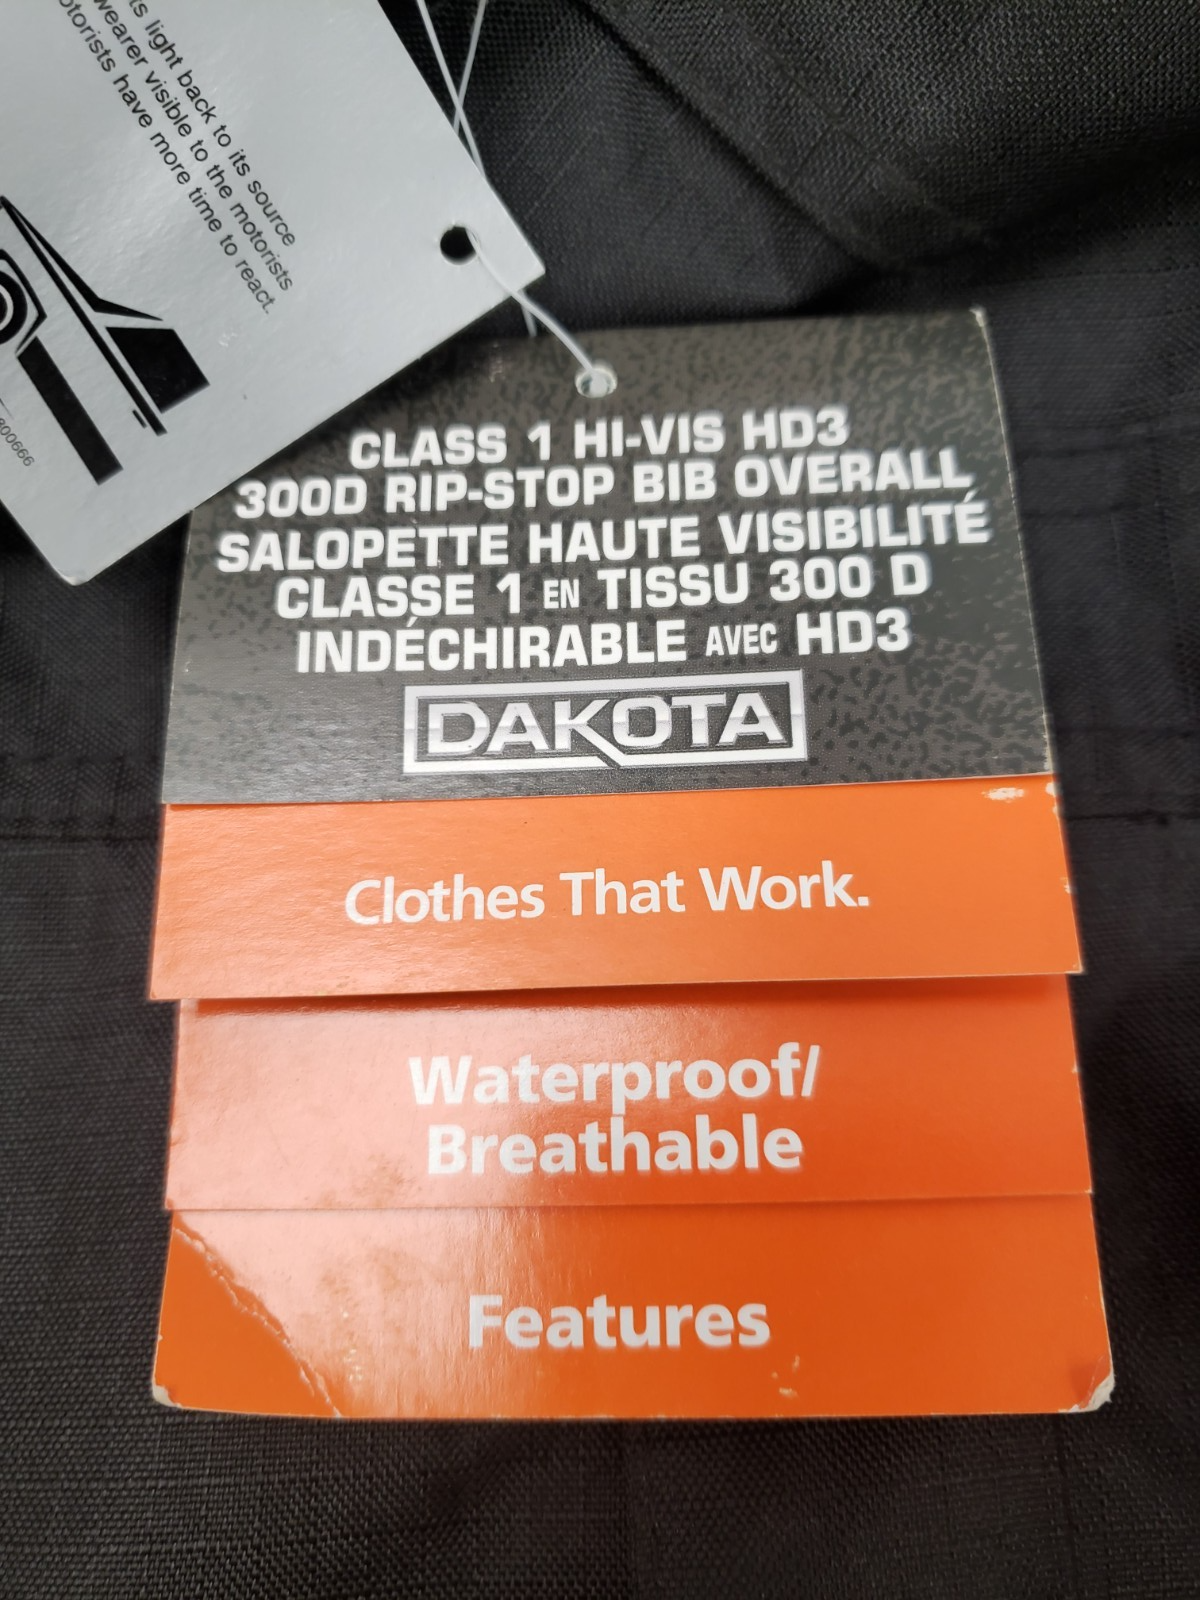 light back to its source
wearer visible to the motorists
have more time to react.
800666
CLASS 1 HI-VIS HD3
300D RIP-STOP BIB OVERALL
SALOPETTE HAUTE VISIBILITÉ
CLASSE 1 EN TISSU 300 D
INDÉCHIRABLE AVEC HD3
DAKOTA
Clothes That Work.
Waterproof/
Breathable
Features